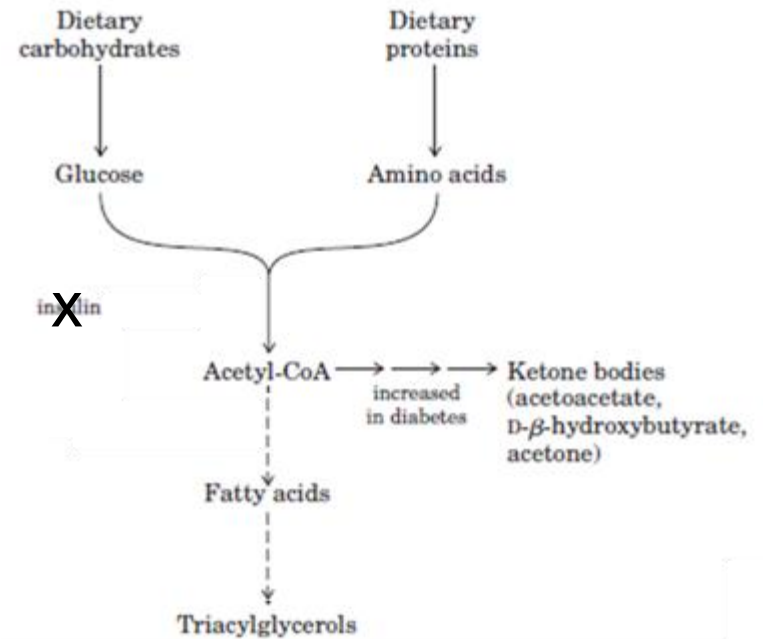 Dietary
carbohydrates
Dietary
proteins
Glucose
Amino acids
insulin
X
Acetyl-CoA
increased
in diabetes
Ketone bodies
(acetoacetate,
D-β-hydroxybutyrate,
acetone)
Fatty acids
Triacylglycerols